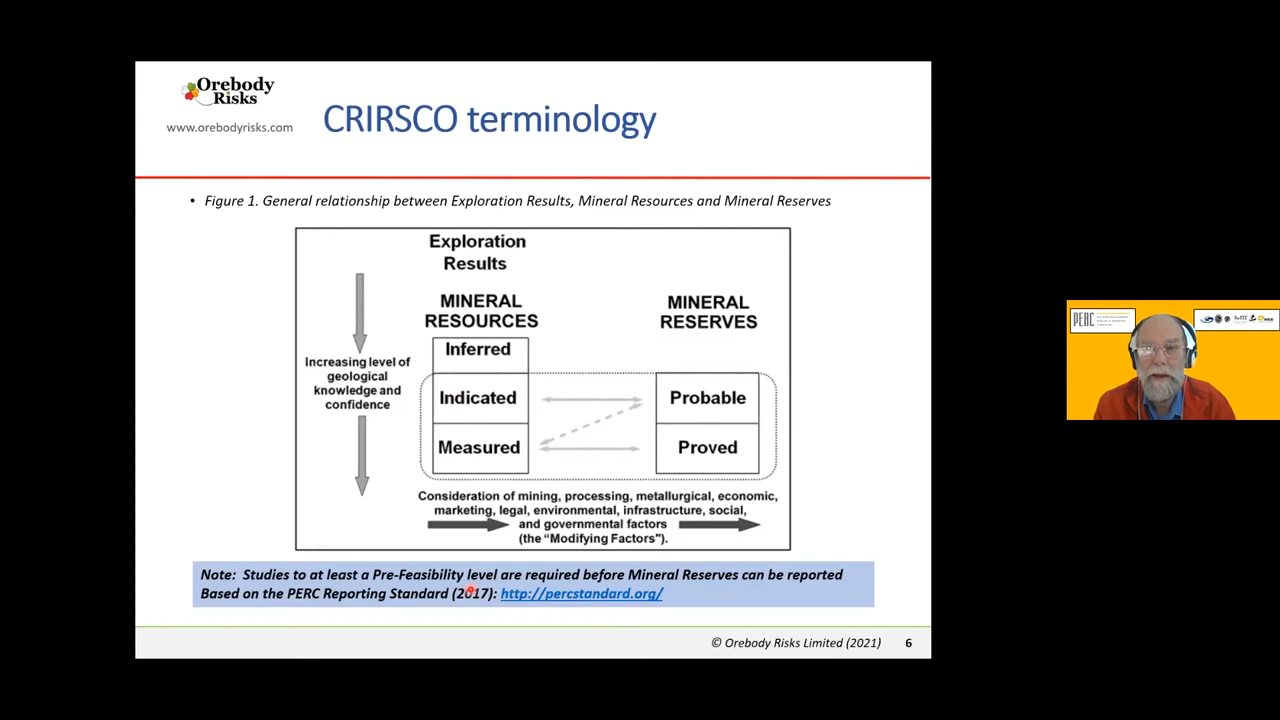 Orebody
Risks
www.orebodyrisks.com
CRIRSCO terminology
• Figure 1. General relationship between Exploration Results, Mineral Resources and Mineral Reserves
Exploration
Results
MINERAL
RESOURCES
MINERAL
RESERVES
Inferred
Increasing level of
geological
knowledge and
confidence
Indicated
Probable
Measured
Proved
Consideration of mining, processing, metallurgical, economic,
marketing, legal, environmental, infrastructure, social,
and governmental factors
(the "Modifying Factors").
Note: Studies to at least a Pre-Feasibility level are required before Mineral Reserves can be reported
Based on the PERC Reporting Standard (2017): http://percstandard.org/
© Orebody Risks Limited (2021) 6
PERC